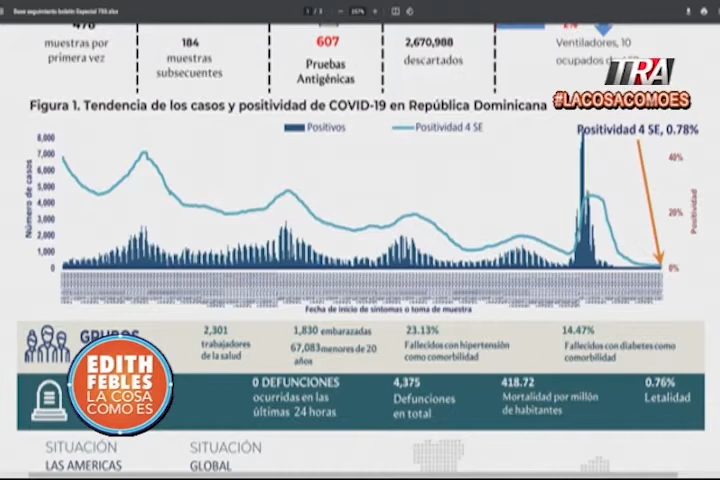 Base seguimiento boletin Especial 759.xlsx
1 / 3
muestras por
primera vez
184
muestras
subsecuentes
607
Pruebas
Antigénicas
2,670,988
descartados
Ventiladores, 10
ocupados
TRA
#LACOSACOMOES
Figura 1. Tendencia de los casos y positividad de COVID-19 en República Dominicana
Positivos
Positividad 4 SE
Positividad 4 SE, 0.78%
Número de casos
8,000
7,000
6,000
5,000
4,000
3,000
2,000
1,000
0
40%
20%
0%
Positividad
Fecha de inicio de síntomas o toma de muestra
GRUPOS
2,301
trabajadores
de la salud
1,830 embarazadas
67,083 menores de 20
años
23.13%
Fallecidos con hipertensión
como comorbilidad
14.47%
Fallecidos con diabetes como
comorbilidad
EDITH
FEBLES
LA COSA
COMO ES
0 DEFUNCIONES
ocurridas en las
últimas 24 horas
4,375
Defunciones
en total
418.72
Mortalidad por millón
de habitantes
0.76%
Letalidad
SITUACIÓN
LAS AMERICAS
SITUACIÓN
GLOBAL